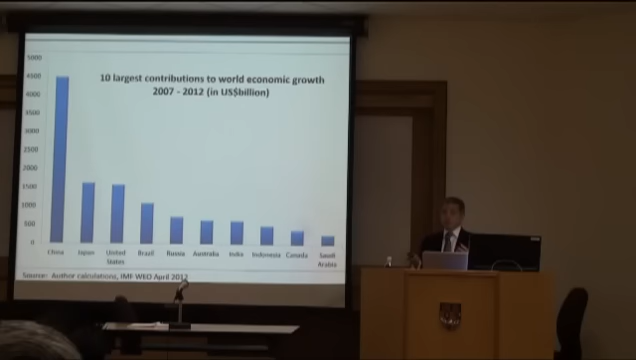 10 largest contributions to world economic growth
2007 - 2012 (in US$billion)
5000
4500
4000
3500
3000
2500
2000
1500
1000
500
0
China Japan United States Brazil Russia Australia India Indonesia Canada Saudi Arabia
Source: Author calculations, IMF WEO April 2012